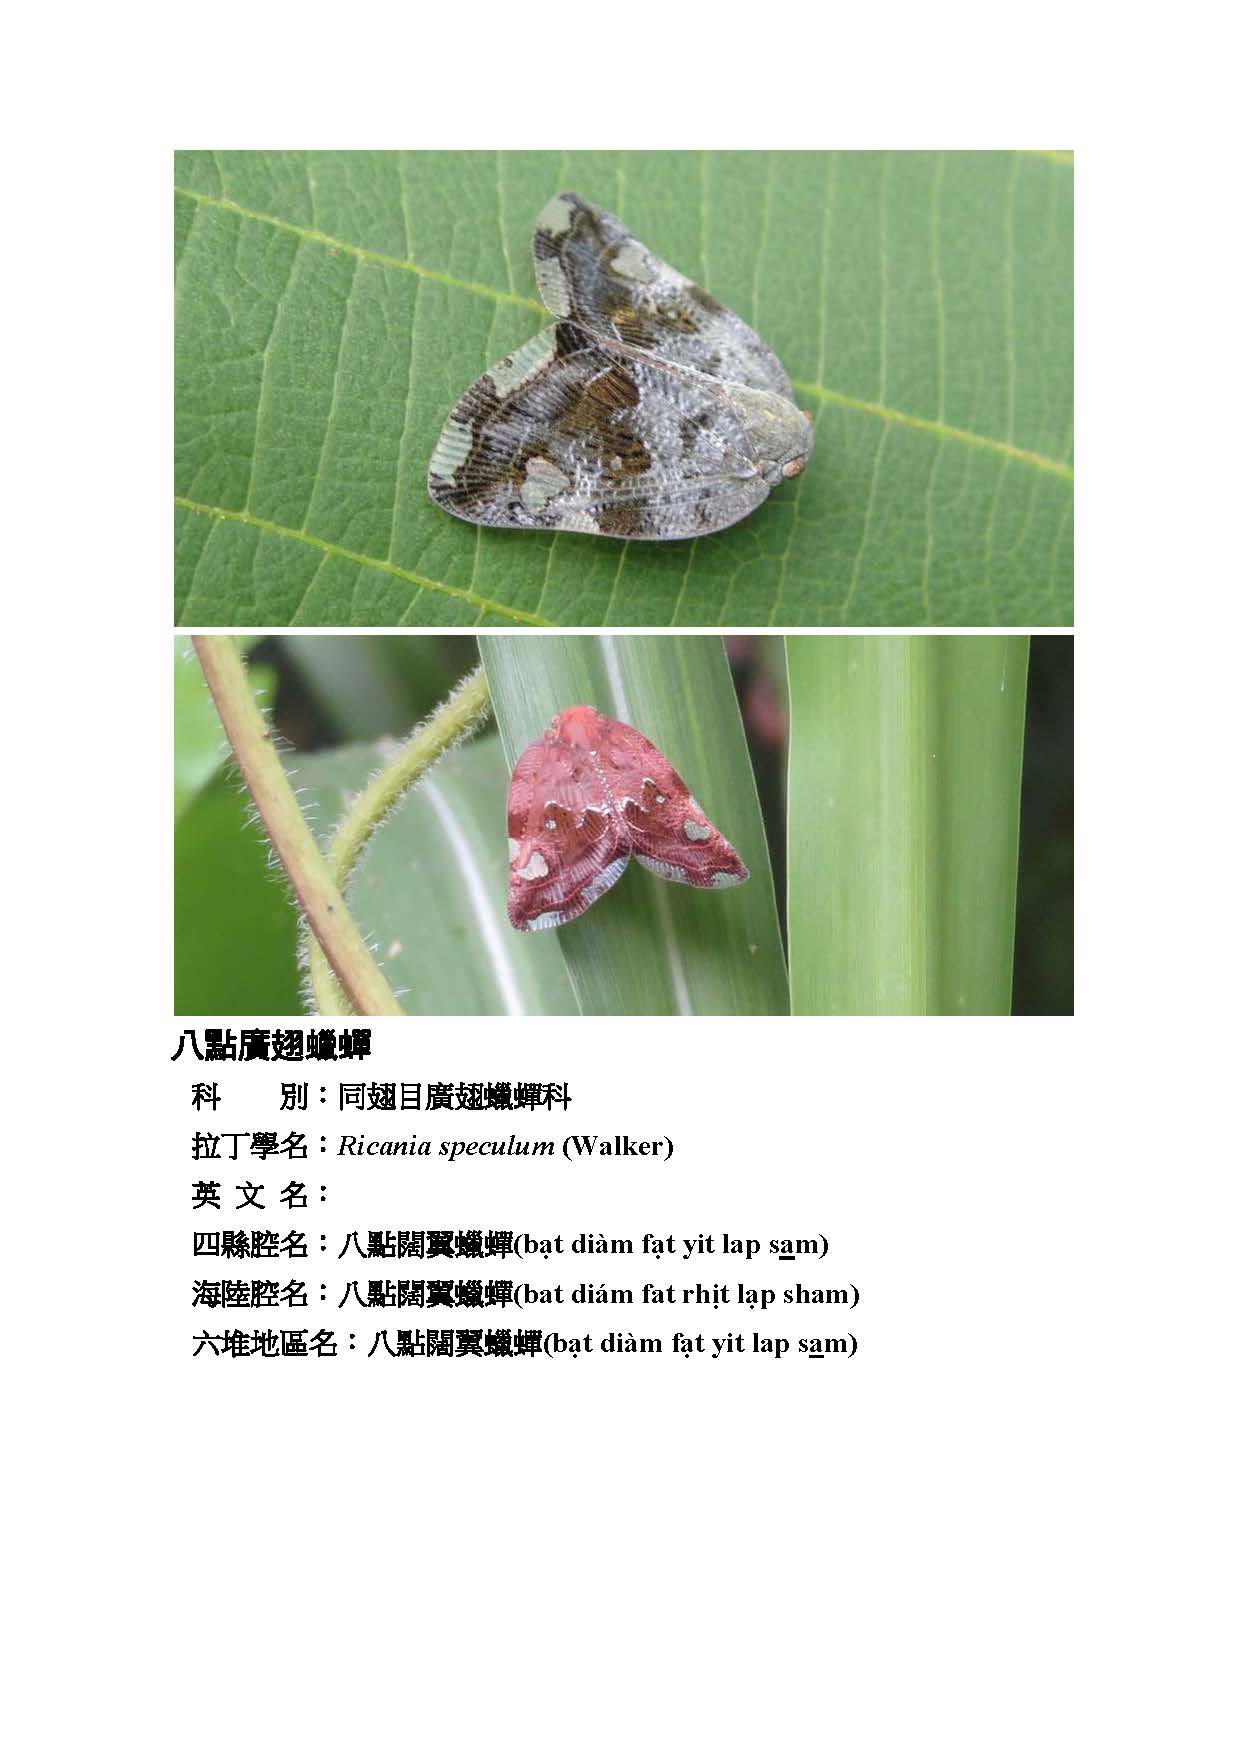 八點廣翅蠟蟬
科　　別：同翅目廣翅蠟蟬科
拉丁學名：Ricania speculum (Walker)
英 文 名：
四縣腔名：八點闊翼蠟蟬(bạt diàm fạt yit lap sa̲m)
海陸腔名：八點闊翼蠟蟬(bat diám fat rhịt lạp sham)
六堆地區名：八點闊翼蠟蟬(bạt diàm fạt yit lap sa̲m)